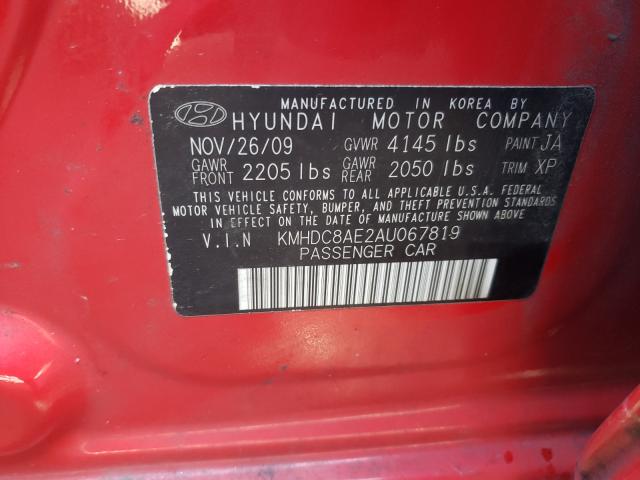 MANUFACTURED IN KOREA BY
HYUNDAI MOTOR COMPANY
NOV/26/09 GVWR 4145 lbs PAINT JA
GAWR FRONT 2205 lbs GAWR REAR 2050 lbs TRIM XP
THIS VEHICLE CONFORMS TO ALL APPLICABLE U.S.A. FEDERAL
MOTOR VEHICLE SAFETY, BUMPER, AND THEFT PREVENTION STANDARDS
IN EFFECT ON THE DATE OF MANUFACTURE SHOWN ABOVE
V.I.N KMHDC8AE2AU067819
PASSENGER CAR